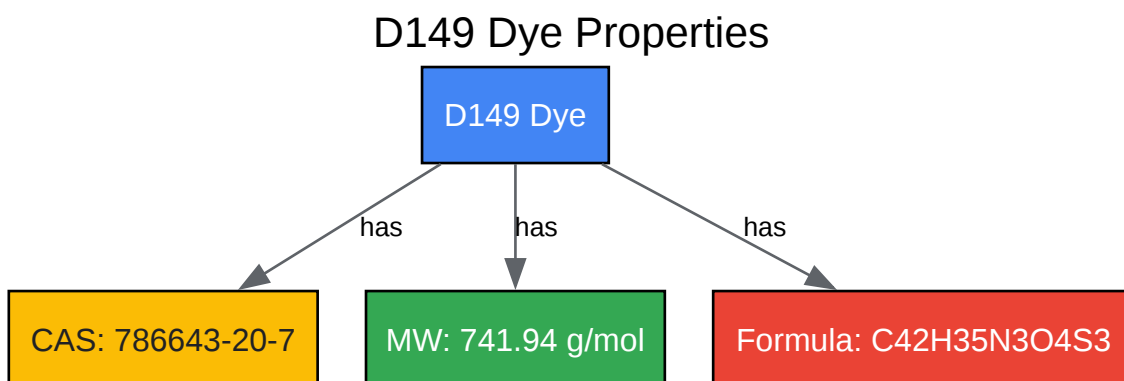 D149 Dye Properties
D149 Dye
has
has
has
CAS: 786643-20-7
MW: 741.94 g/mol
Formula: C42H35N3O4S3